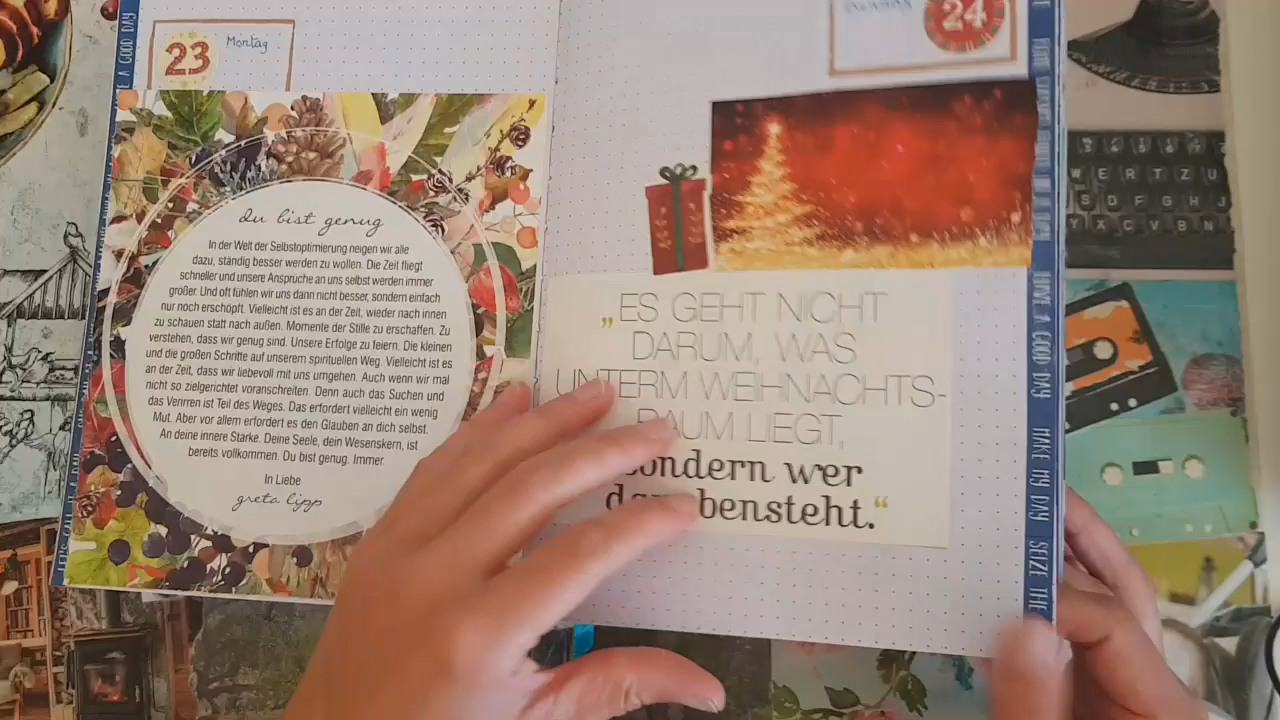 23
Montag
24
du bist genug
In der Welt der Selbstoptimierung neigen wir alle
dazu, ständig besser werden zu wollen. Die Zeit fliegt
schneller und unsere Ansprüche an uns selbst werden immer
größer. Und oft fühlen wir uns dann nicht besser, sondern einfach
nur noch erschöpft. Vielleicht ist es an der Zeit, wieder nach innen
zu schauen statt nach außen. Momente der Stille zu erschaffen. Zu
verstehen, dass wir genug sind. Unsere Erfolge zu feiern. Die kleinen
und die großen Schritte auf unserem spirituellen Weg. Vielleicht ist es
an der Zeit, dass wir liebevoll mit uns umgehen. Auch wenn wir mal
nicht so zielgerichtet voranschreiten. Denn auch das Suchen und
das Verirren ist Teil des Weges. Das erfordert vielleicht ein wenig
Mut. Aber vor allem erfordert es den Glauben an dich selbst.
An deine innere Stärke. Deine Seele, dein Wesenskern, ist
bereits vollkommen. Du bist genug. Immer.
In Liebe
greta lipp
„ES GEHT NICHT
DARUM, WAS
UNTERM WEIHNACHTS-
BAUM LIEGT,
sondern wer
bensteht.“
A GOOD DAY
HAVE A GOOD DAY
MAKE MY DAY
SEIZE THE
LET'S CALL IT A DAY
W E R T Z U
S D F G H J
Y X C V B N